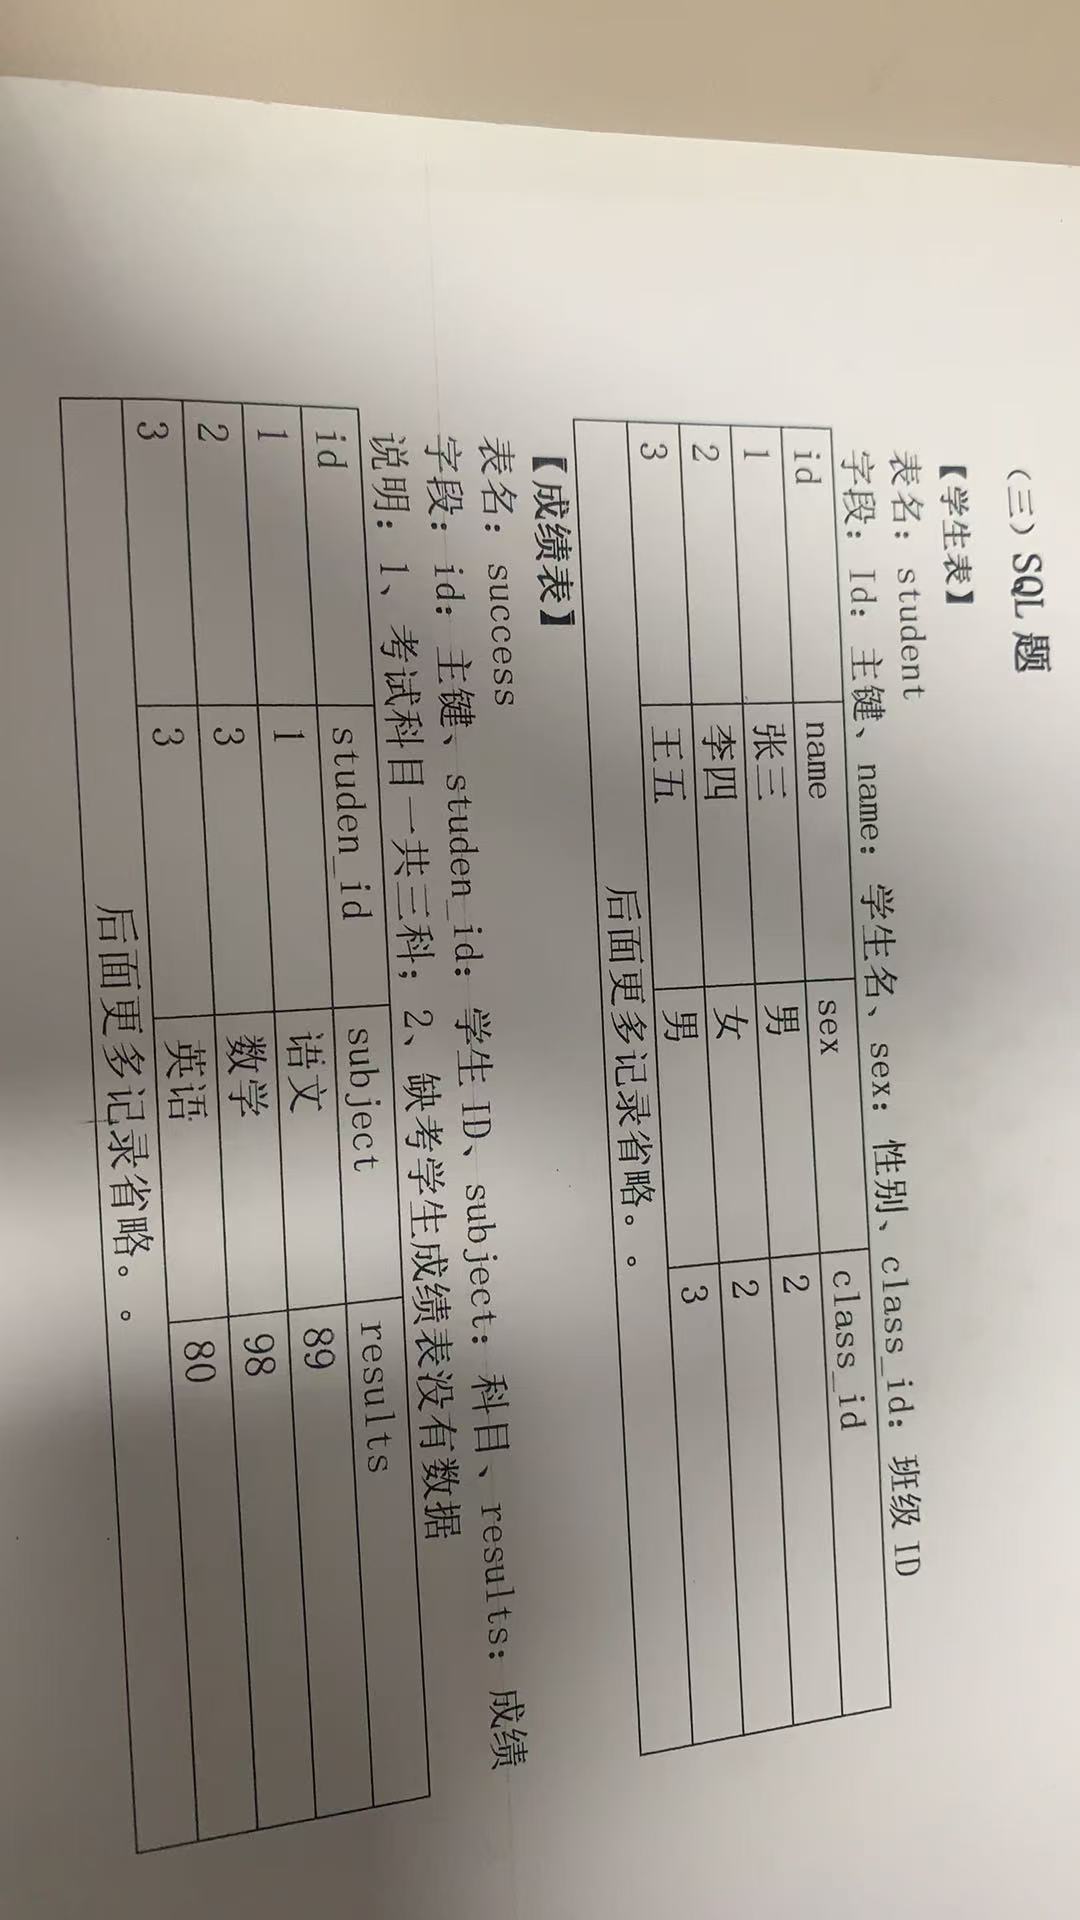 （三）SQL 题
【学生表】
表名：student
字段：Id：主键、name：学生名、sex：性别、class_id：班级 ID
id name sex class_id
1 张三 男 2
2 李四 女 2
3 王五 男 3
后面更多记录省略。。
【成绩表】
表名：success
字段：id：主键、studen_id：学生 ID、subject：科目、results：成绩
说明：1、考试科目一共三科；2、缺考学生成绩表没有数据
id studen_id subject results
1 1 语文 89
2 3 数学 98
3 3 英语 80
后面更多记录省略。。